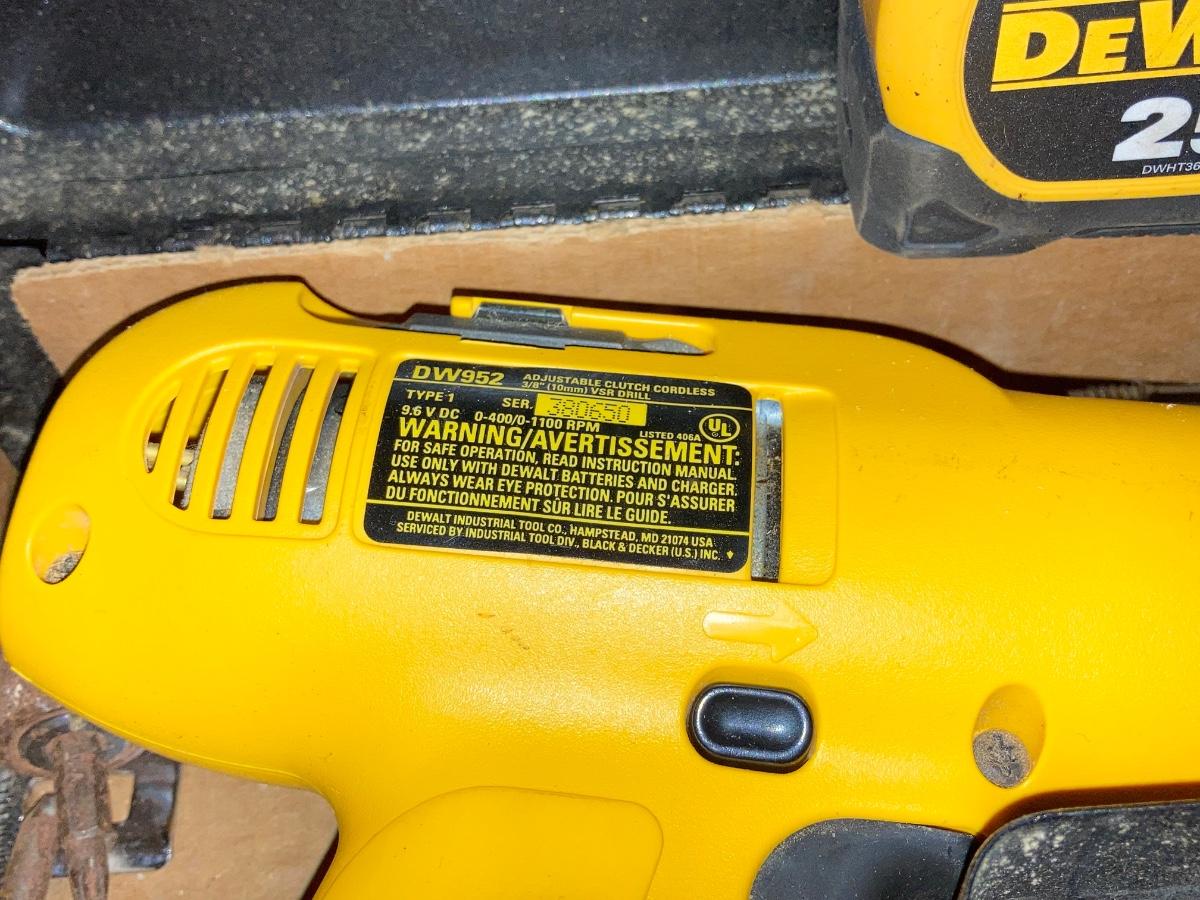 DEW
25
DWHT36
DW952 ADJUSTABLE CLUTCH CORDLESS
3/8" (10mm) VSR DRILL
TYPE 1 SER. 380650
9.6 V DC 0-400/0-1100 RPM LISTED 406A UL
WARNING/AVERTISSEMENT:
FOR SAFE OPERATION, READ INSTRUCTION MANUAL.
USE ONLY WITH DEWALT BATTERIES AND CHARGER.
ALWAYS WEAR EYE PROTECTION. POUR S'ASSURER
DU FONCTIONNEMENT SÛR LIRE LE GUIDE.
DEWALT INDUSTRIAL TOOL CO., HAMPSTEAD, MD 21074 USA
SERVICED BY INDUSTRIAL TOOL DIV., BLACK & DECKER (U.S.) INC.